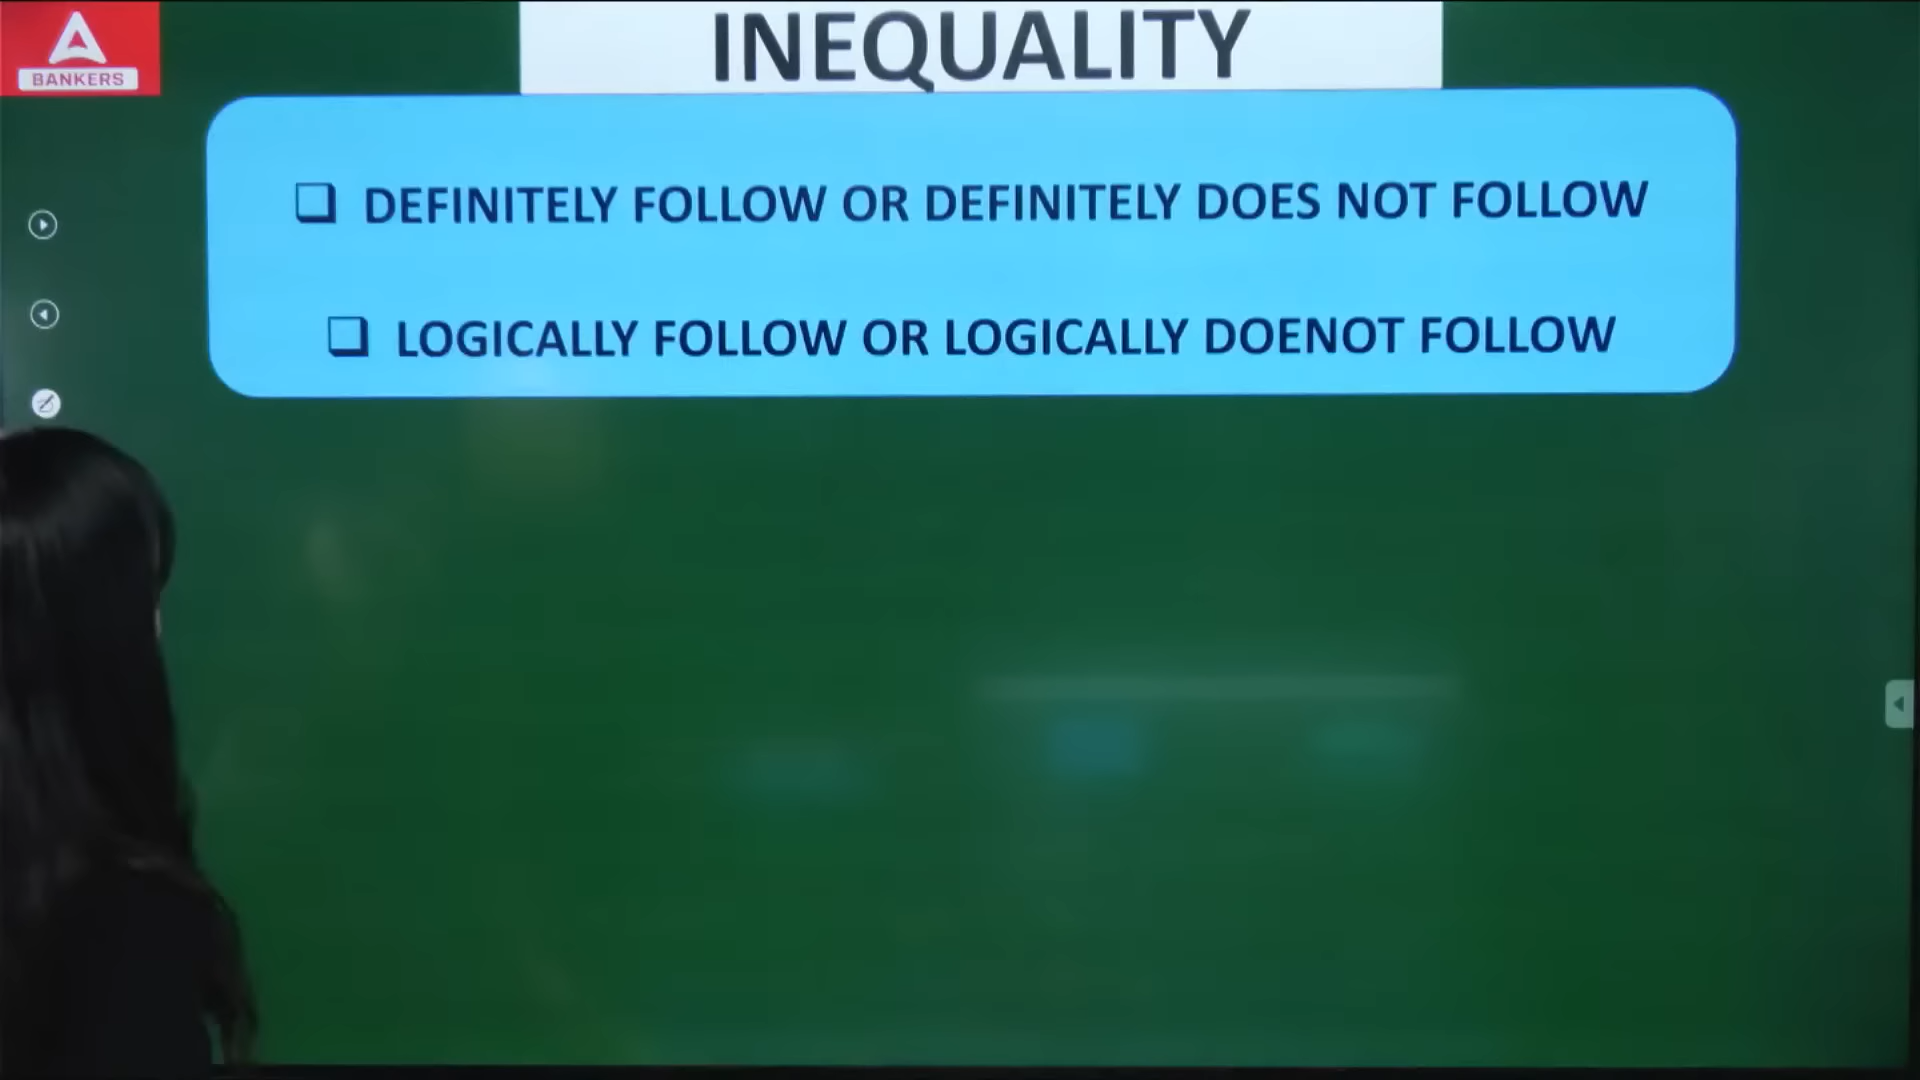 BANKERS
INEQUALITY
❑ DEFINITELY FOLLOW OR DEFINITELY DOES NOT FOLLOW
❑ LOGICALLY FOLLOW OR LOGICALLY DOENOT FOLLOW